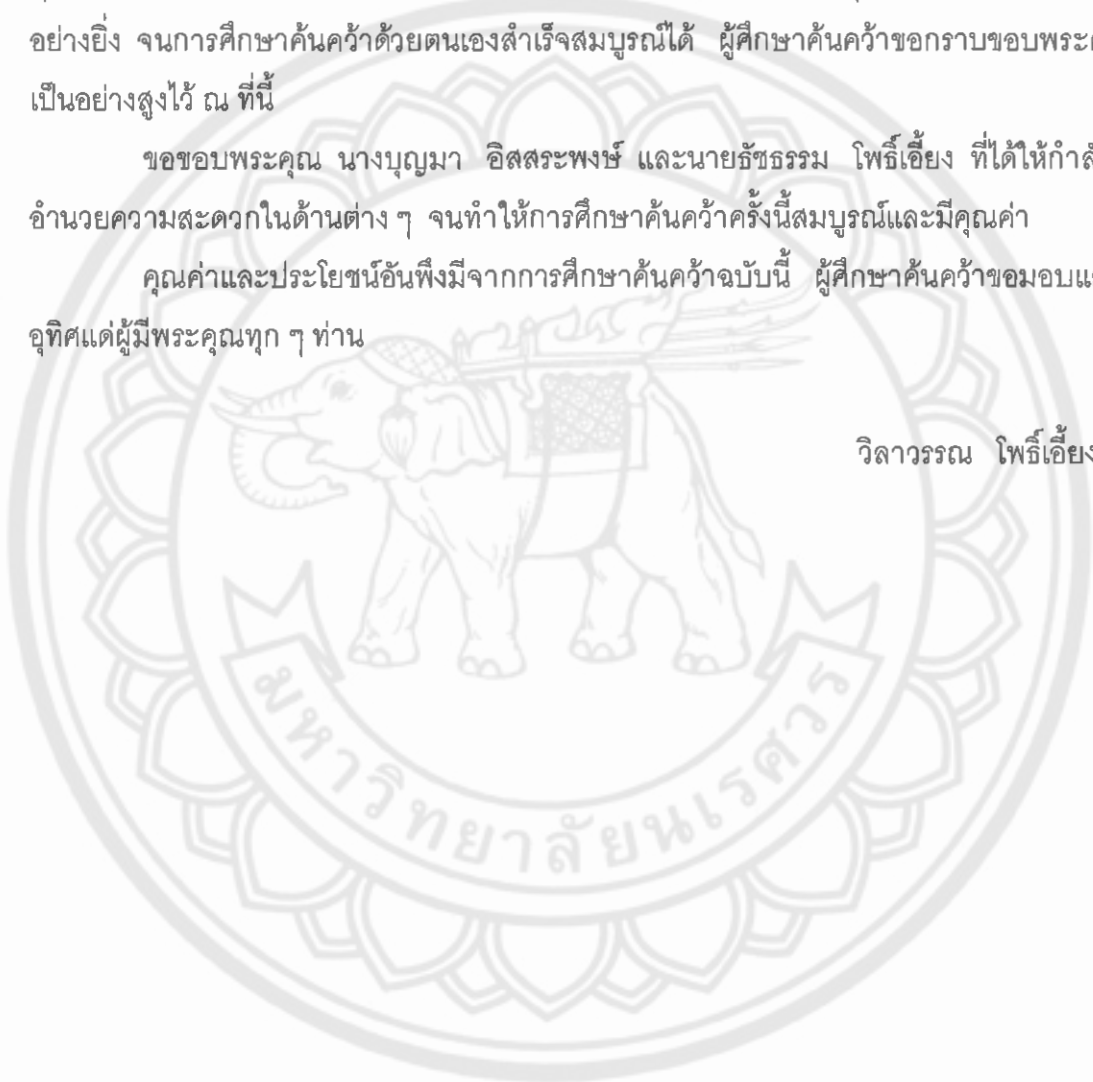 อย่างยิ่ง จนการศึกษาค้นคว้าด้วยตนเองสำเร็จสมบูรณ์ได้ ผู้ศึกษาค้นคว้าขอกราบขอบพระ
เป็นอย่างสูงไว้ ณ ที่นี้
ขอขอบพระคุณ นางบุญมา อิสสระพงษ์ และนายธัชธรรม โพธิ์เอี้ยง ที่ได้ให้กำลั
อำนวยความสะดวกในด้านต่าง ๆ จนทำให้การศึกษาค้นคว้าครั้งนี้สมบูรณ์และมีคุณค่า
คุณค่าและประโยชน์อันพึงมีจากการศึกษาค้นคว้าฉบับนี้ ผู้ศึกษาค้นคว้าขอมอบแ
อุทิศแด่ผู้มีพระคุณทุก ๆ ท่าน
วิลาวรรณ โพธิ์เอี้ยง
มหาวิทยาลัยนเรศวร